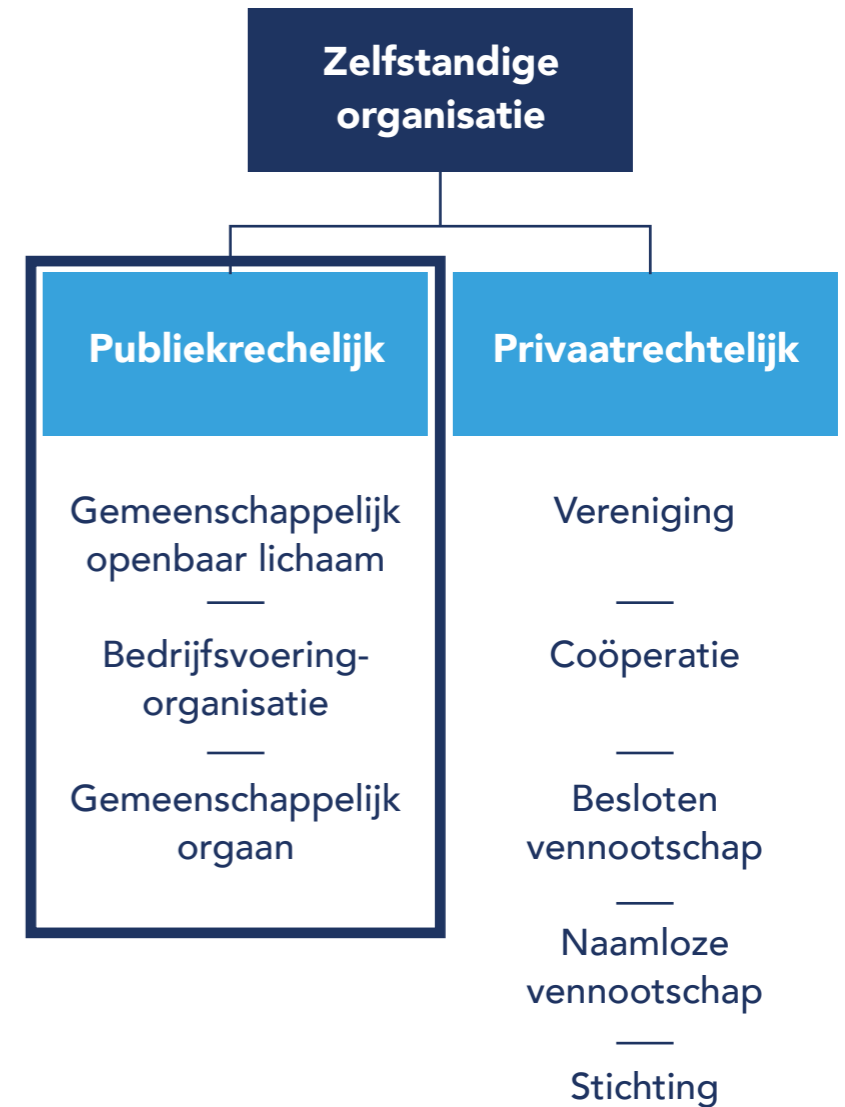 Zelfstandige
organisatie
Publiekrechelijk
Gemeenschappelijk
openbaar lichaam
Bedrijfsvoering-
organisatie
Gemeenschappelijk
orgaan
Privaatrechtelijk
Vereniging
Coöperatie
Besloten
vennootschap
Naamloze
vennootschap
Stichting